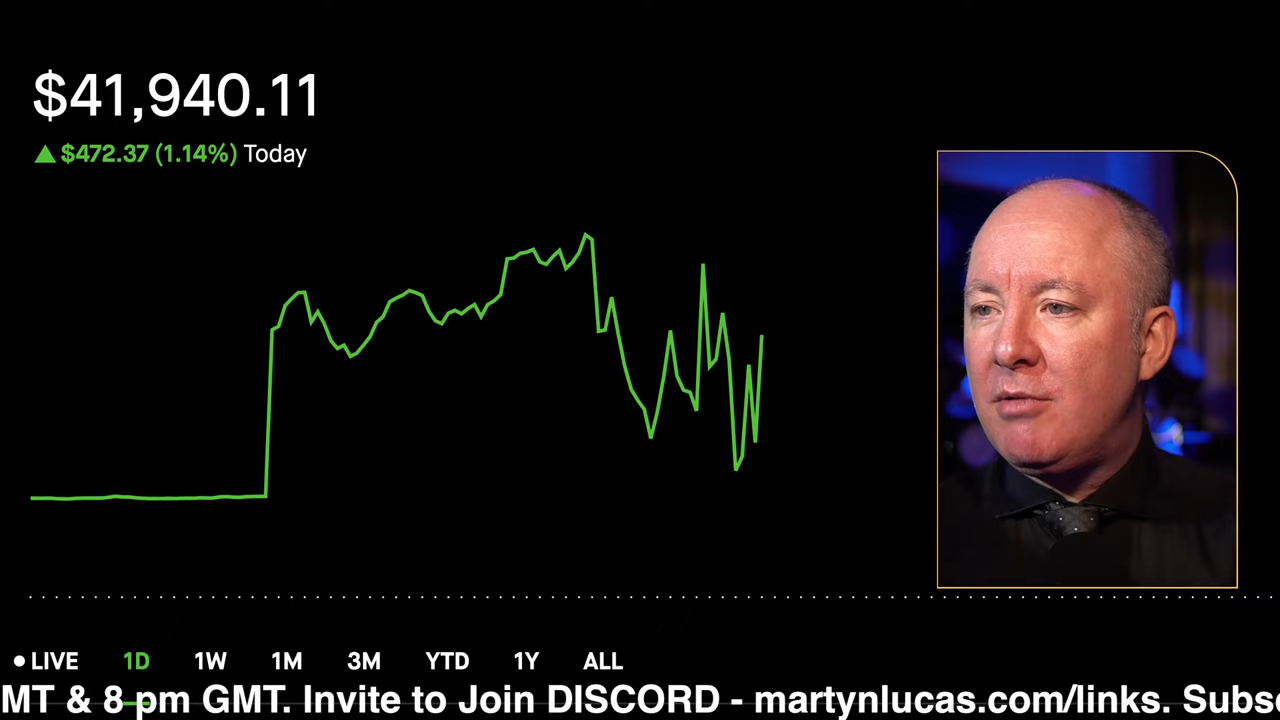 $41,940.11
▲$472.37 (1.14%) Today
LIVE 1D 1W 1M 3M YTD 1Y ALL
MT & 8 pm GMT. Invite to Join DISCORD - martynlucas.com/links. Subs